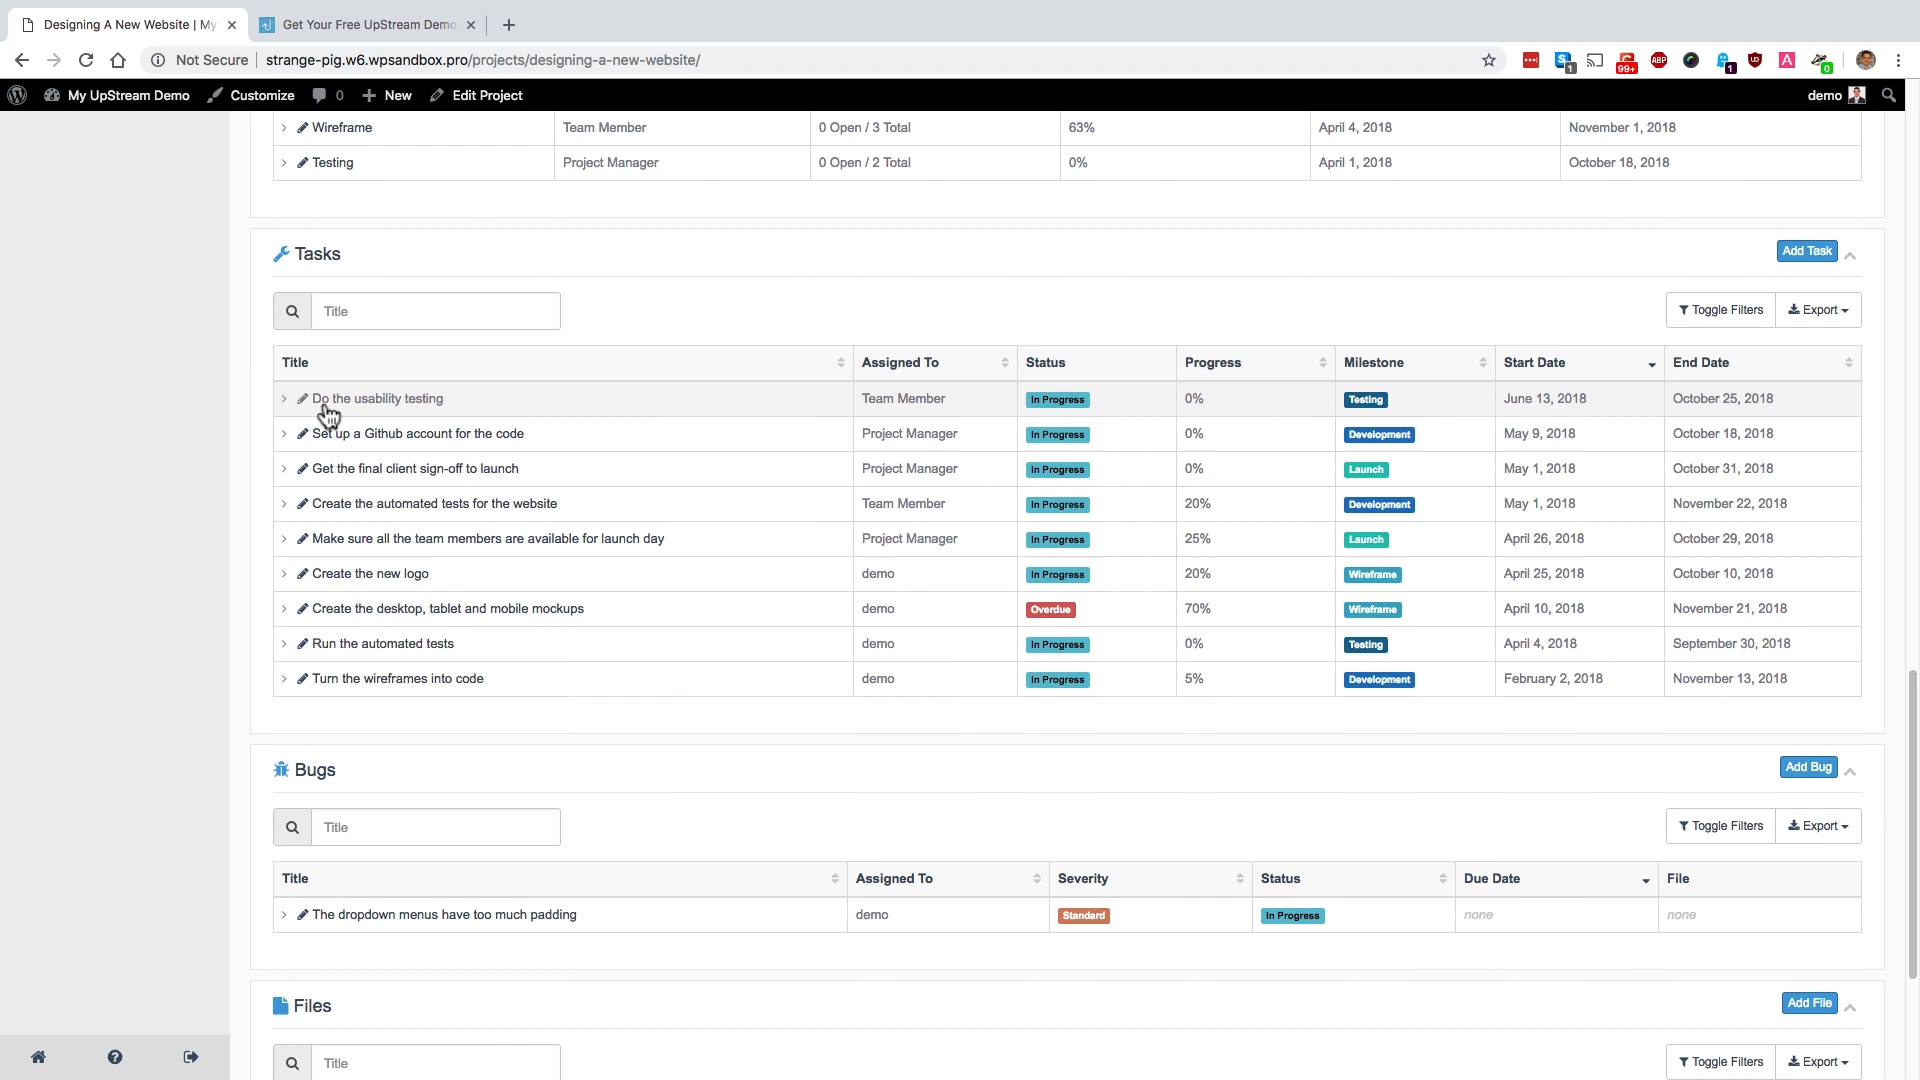 Designing A New Website | My
Get Your Free UpStream Demo
Not Secure strange-pig.w6.wpsandbox.pro/projects/designing-a-new-website/
1 99+ ABP 1 UD A 0
My UpStream Demo Customize 0 New Edit Project demo
Wireframe Team Member 0 Open / 3 Total 63% April 4, 2018 November 1, 2018
Testing Project Manager 0 Open / 2 Total 0% April 1, 2018 October 18, 2018
Tasks Add Task
Title Toggle Filters Export
Title Assigned To Status Progress Milestone Start Date End Date
Do the usability testing Team Member In Progress 0% Testing June 13, 2018 October 25, 2018
Set up a Github account for the code Project Manager In Progress 0% Development May 9, 2018 October 18, 2018
Get the final client sign-off to launch Project Manager In Progress 0% Launch May 1, 2018 October 31, 2018
Create the automated tests for the website Team Member In Progress 20% Development May 1, 2018 November 22, 2018
Make sure all the team members are available for launch day Project Manager In Progress 25% Launch April 26, 2018 October 29, 2018
Create the new logo demo In Progress 20% Wireframe April 25, 2018 October 10, 2018
Create the desktop, tablet and mobile mockups demo Overdue 70% Wireframe April 10, 2018 November 21, 2018
Run the automated tests demo In Progress 0% Testing April 4, 2018 September 30, 2018
Turn the wireframes into code demo In Progress 5% Development February 2, 2018 November 13, 2018
Bugs Add Bug
Title Toggle Filters Export
Title Assigned To Severity Status Due Date File
The dropdown menus have too much padding demo Standard In Progress none none
Files Add File
Title Toggle Filters Export